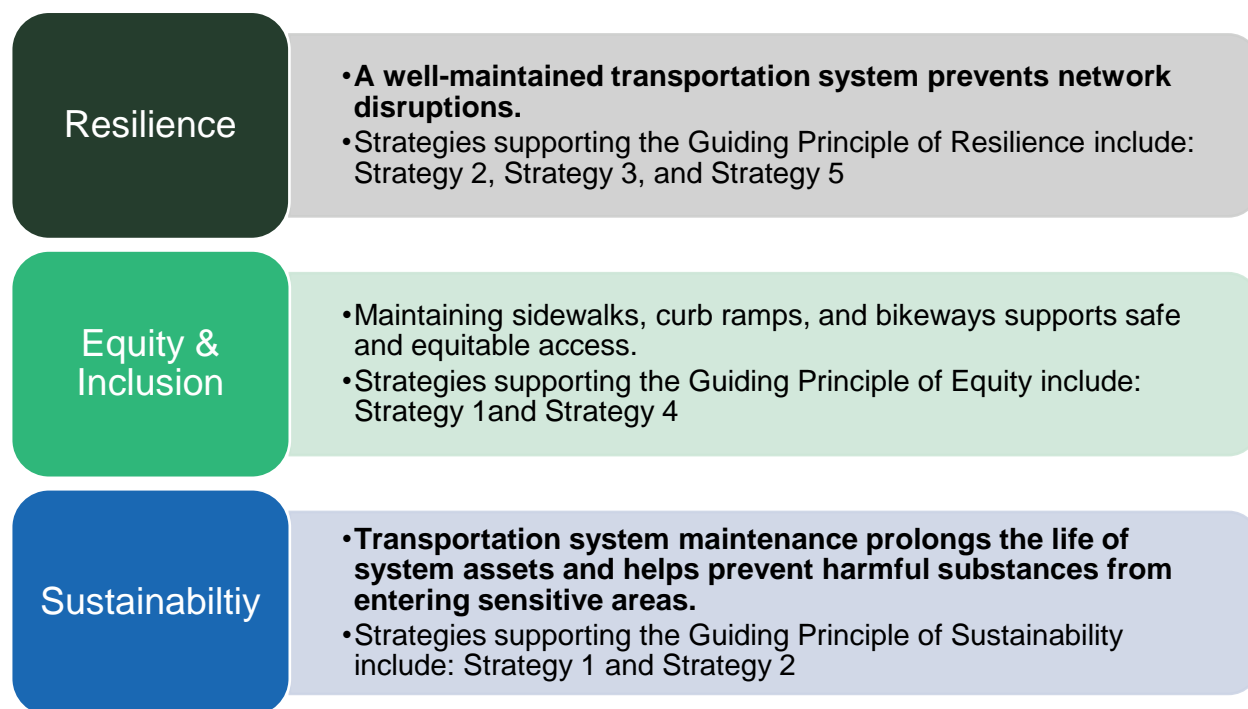 Resilience
•A well-maintained transportation system prevents network
disruptions.
•Strategies supporting the Guiding Principle of Resilience include:
Strategy 2, Strategy 3, and Strategy 5
Equity &
Inclusion
•Maintaining sidewalks, curb ramps, and bikeways supports safe
and equitable access.
•Strategies supporting the Guiding Principle of Equity include:
Strategy 1and Strategy 4
Sustainabiltiy
•Transportation system maintenance prolongs the life of
system assets and helps prevent harmful substances from
entering sensitive areas.
•Strategies supporting the Guiding Principle of Sustainability
include: Strategy 1 and Strategy 2